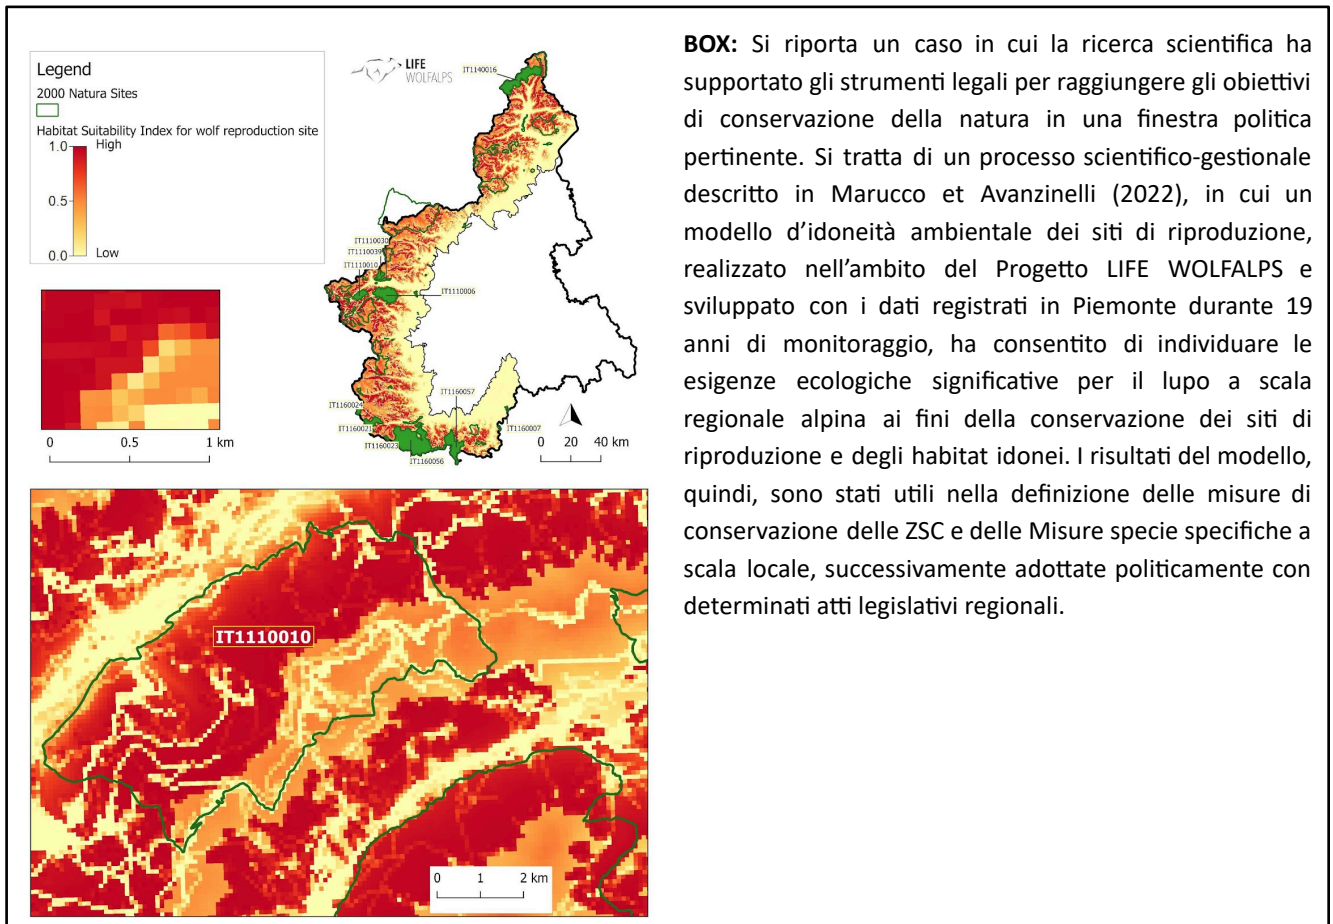 Legend
2000 Natura Sites
Habitat Suitability Index for wolf reproduction site
1.0 High
0.5
0.0 Low
LIFE
WOLFALPS
IT1140016
IT1110030
IT1110039
IT1110010
IT1110006
IT1160057
IT1160024
IT1160021
IT1160007
IT1160023
IT1160056
0 20 40 km
0 0.5 1 km
IT1110010
0 1 2 km
BOX: Si riporta un caso in cui la ricerca scientifica ha
supportato gli strumenti legali per raggiungere gli obiettivi
di conservazione della natura in una finestra politica
pertinente. Si tratta di un processo scientifico-gestionale
descritto in Marucco et Avanzinelli (2022), in cui un
modello d’idoneità ambientale dei siti di riproduzione,
realizzato nell’ambito del Progetto LIFE WOLFALPS e
sviluppato con i dati registrati in Piemonte durante 19
anni di monitoraggio, ha consentito di individuare le
esigenze ecologiche significative per il lupo a scala
regionale alpina ai fini della conservazione dei siti di
riproduzione e degli habitat idonei. I risultati del modello,
quindi, sono stati utili nella definizione delle misure di
conservazione delle ZSC e delle Misure specie specifiche a
scala locale, successivamente adottate politicamente con
determinati atti legislativi regionali.